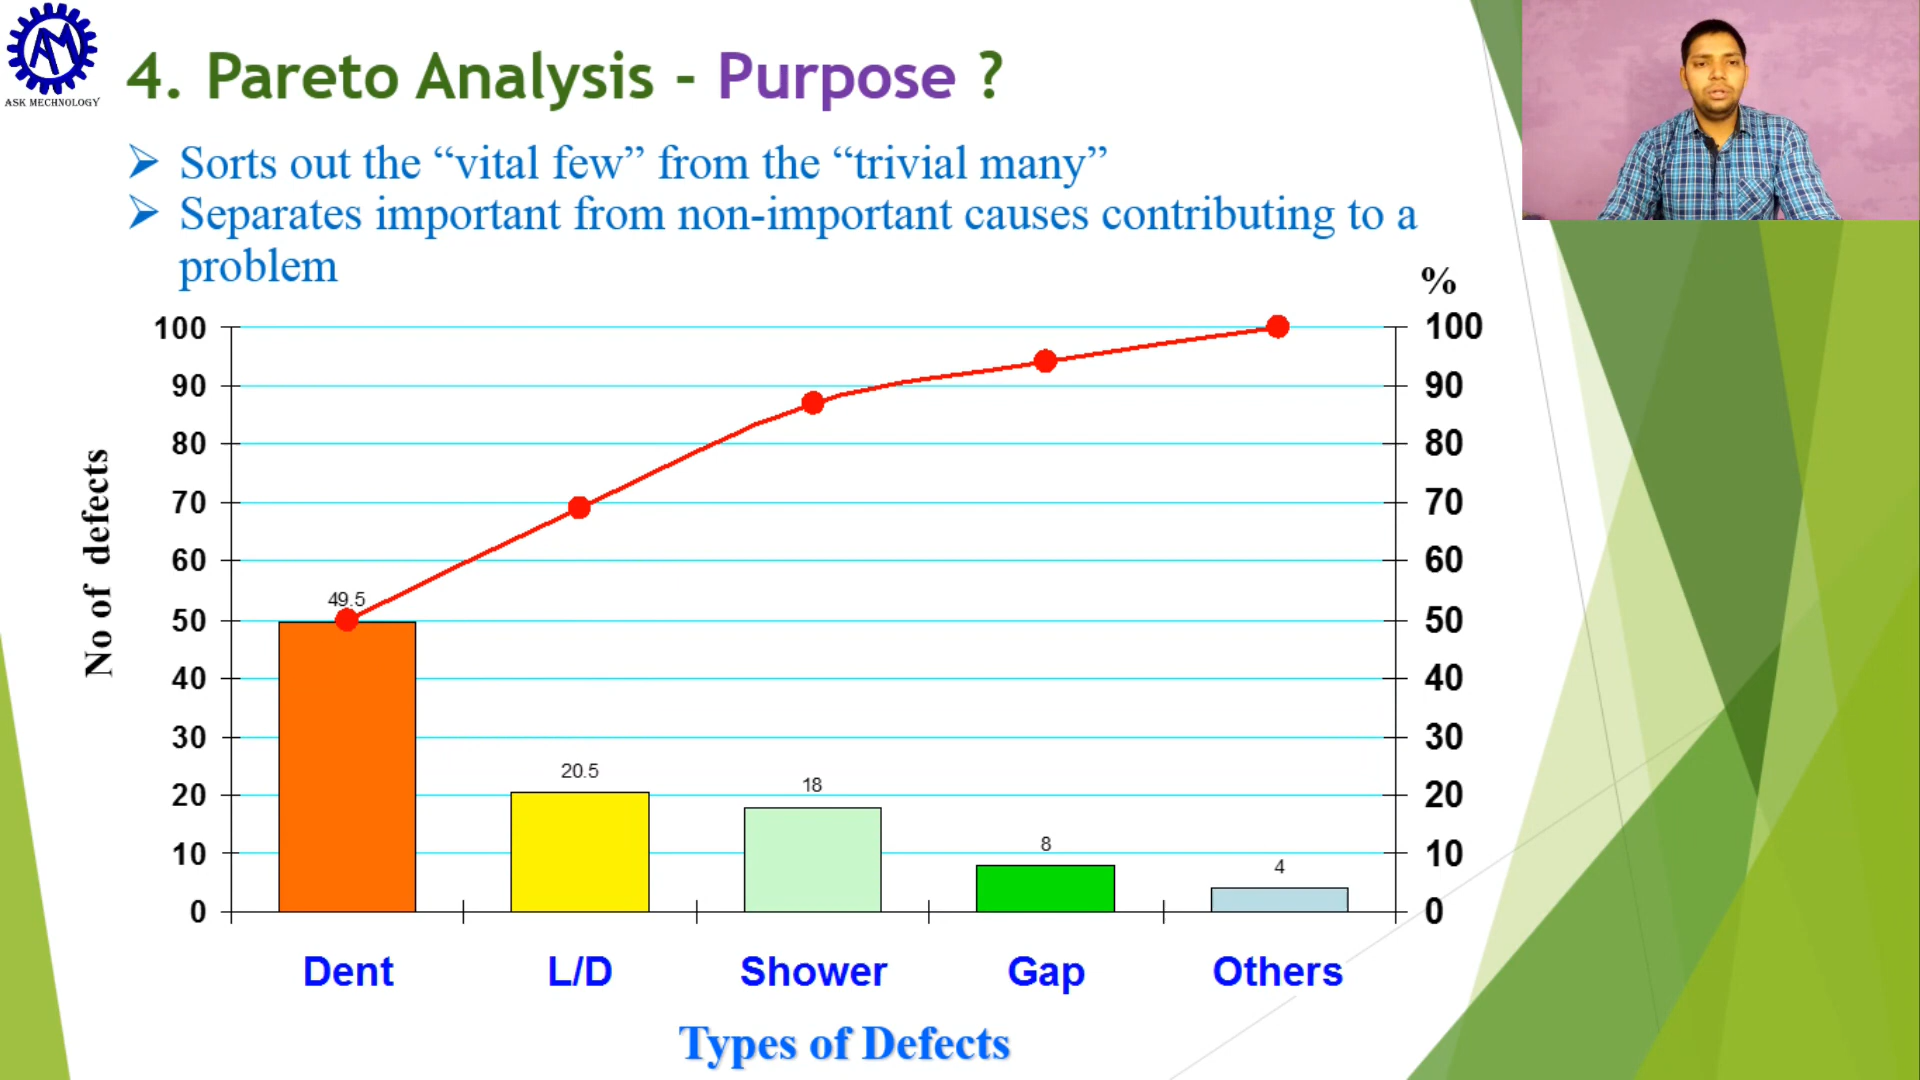 AM
ASK MECHNOLOGY
4. Pareto Analysis - Purpose ?
Sorts out the “vital few” from the “trivial many”
Separates important from non-important causes contributing to a
problem
%
100 100
90 90
80 80
70 70
60 60
50 50
40 40
30 30
20 20
10 10
0 0
No of defects
49.5
20.5
18
8
4
Dent L/D Shower Gap Others
Types of Defects